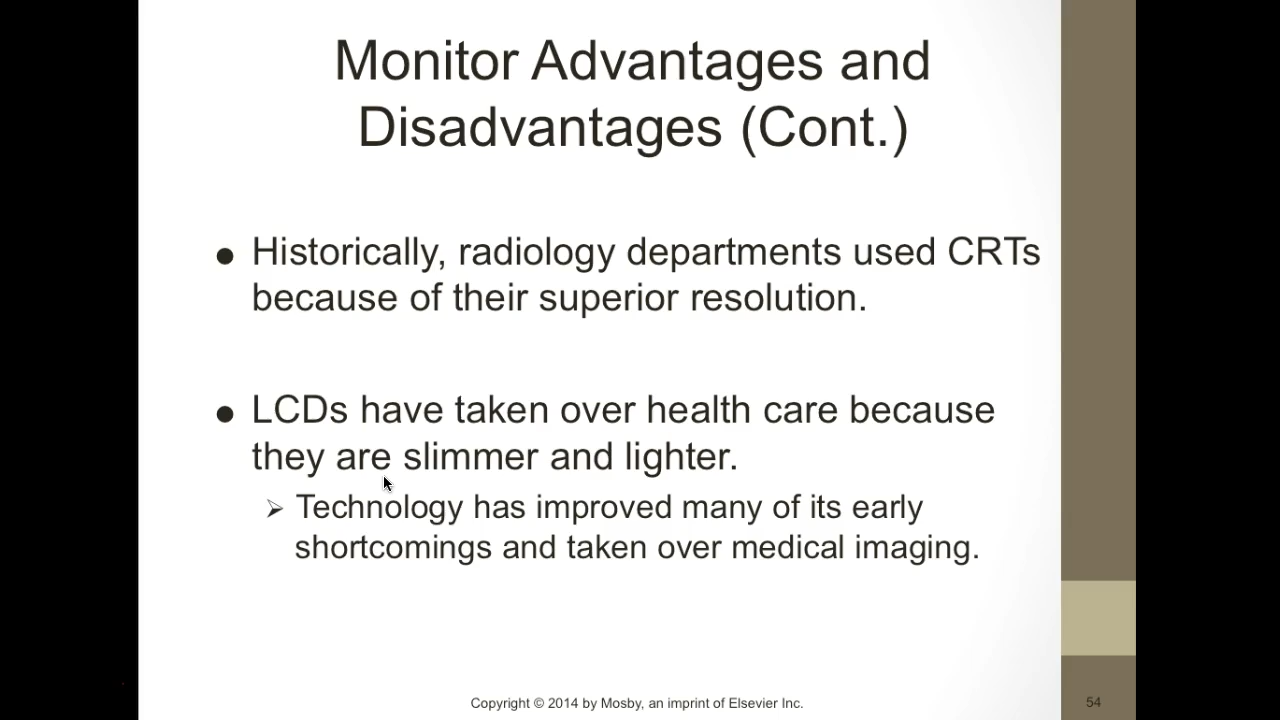 Monitor Advantages and
Disadvantages (Cont.)
● Historically, radiology departments used CRTs
because of their superior resolution.
● LCDs have taken over health care because
they are slimmer and lighter.
➢ Technology has improved many of its early
shortcomings and taken over medical imaging.
Copyright © 2014 by Mosby, an imprint of Elsevier Inc.
54